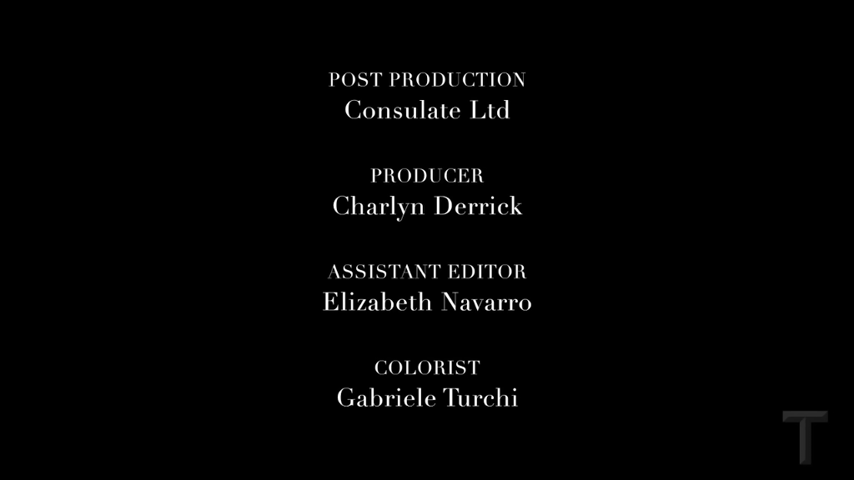 POST PRODUCTION
Consulate Ltd
PRODUCER
Charlyn Derrick
ASSISTANT EDITOR
Elizabeth Navarro
COLORIST
Gabriele Turchi
T